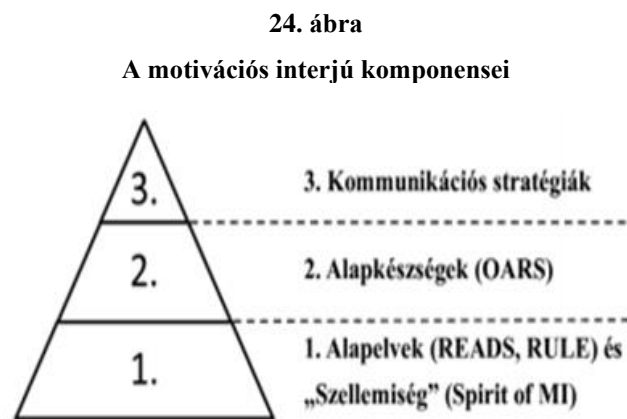 24. ábra
A motivációs interjú komponensei
3.
3. Kommunikációs stratégiák
2.
2. Alapkészségek (OARS)
1.
1. Alapelvek (READS, RULE) és
„Szellemiség” (Spirit of MI)